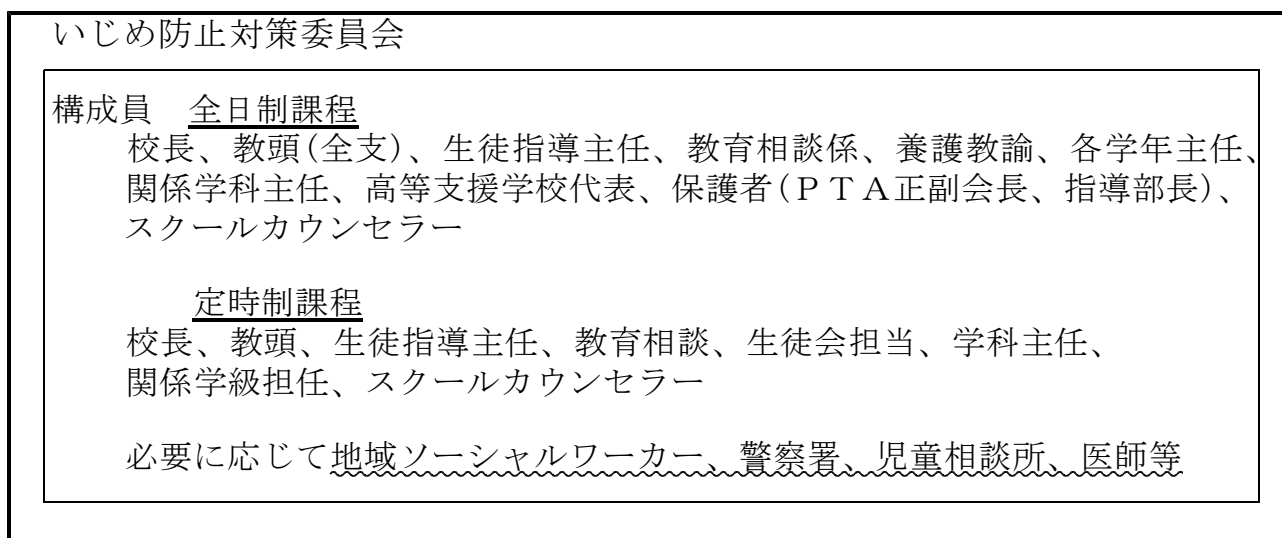 いじめ防止対策委員会
構成員　全日制課程
校長、教頭(全支)、生徒指導主任、教育相談係、養護教諭、各学年主任、
関係学科主任、高等支援学校代表、保護者(ＰＴＡ正副会長、指導部長)、
スクールカウンセラー
定時制課程
校長、教頭、生徒指導主任、教育相談、生徒会担当、学科主任、
関係学級担任、スクールカウンセラー
必要に応じて地域ソーシャルワーカー、警察署、児童相談所、医師等